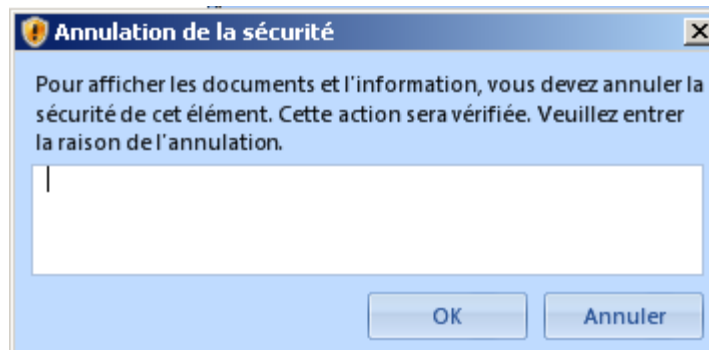 Annulation de la sécurité
Pour afficher les documents et l'information, vous devez annuler la
sécurité de cet élément. Cette action sera vérifiée. Veuillez entrer
la raison de l'annulation.
OK
Annuler